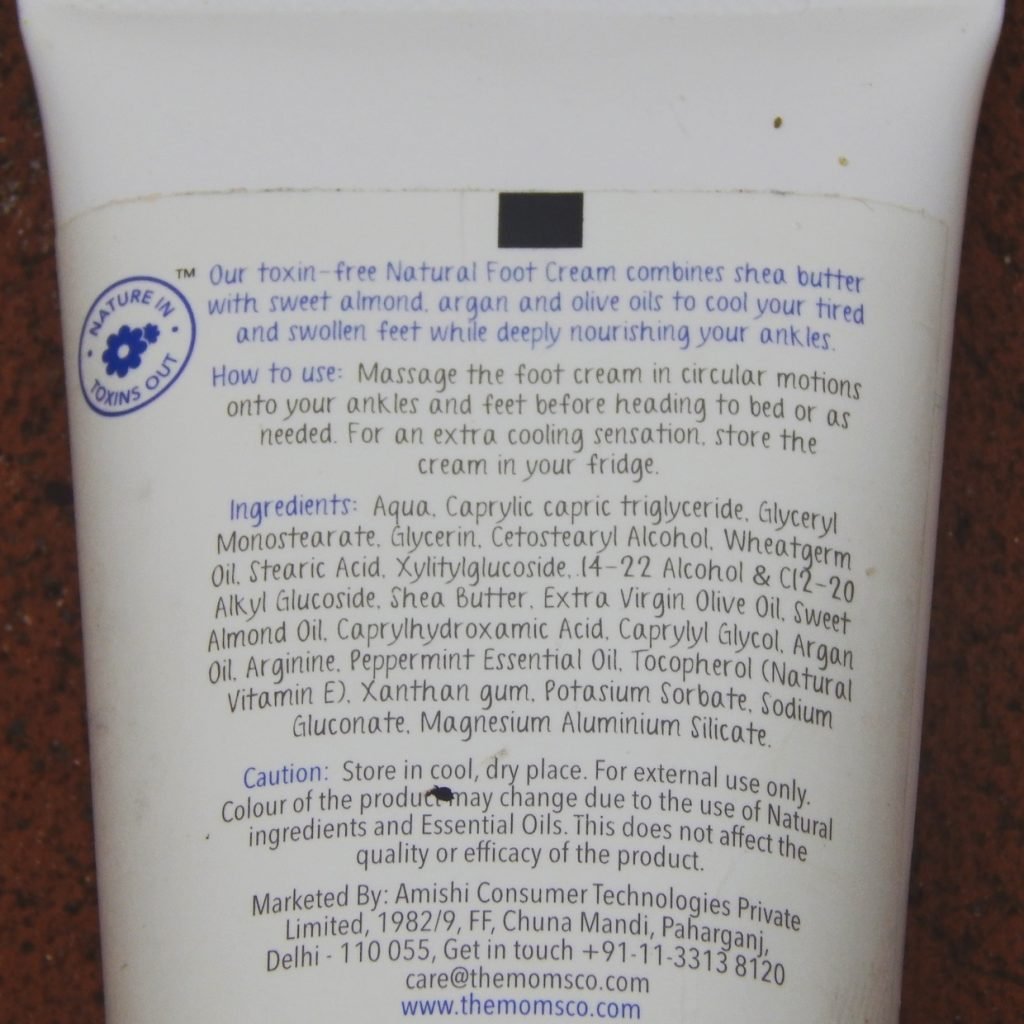 NATURE IN
TOXINS OUT
™
Our toxin-free Natural Foot Cream combines shea butter
with sweet almond, argan and olive oils to cool your tired
and swollen feet while deeply nourishing your ankles.
How to use: Massage the foot cream in circular motions
onto your ankles and feet before heading to bed or as
needed. For an extra cooling sensation, store the
cream in your fridge.
Ingredients: Aqua, Caprylic capric triglyceride, Glyceryl
Monostearate, Glycerin, Cetostearyl Alcohol, Wheatgerm
Oil, Stearic Acid, Xylitylglucoside, 14-22 Alcohol & C12-20
Alkyl Glucoside, Shea Butter, Extra Virgin Olive Oil, Sweet
Almond Oil, Caprylhydroxamic Acid, Caprylyl Glycol, Argan
Oil, Arginine, Peppermint Essential Oil, Tocopherol (Natural
Vitamin E), Xanthan gum, Potasium Sorbate, Sodium
Gluconate, Magnesium Aluminium Silicate.
Caution: Store in cool, dry place. For external use only.
Colour of the product may change due to the use of Natural
ingredients and Essential Oils. This does not affect the
quality or efficacy of the product.
Marketed By: Amishi Consumer Technologies Private
Limited, 1982/9, FF, Chuna Mandi, Paharganj,
Delhi - 110 055, Get in touch +91-11-3313 8120
care@themomsco.com
www.themomsco.com